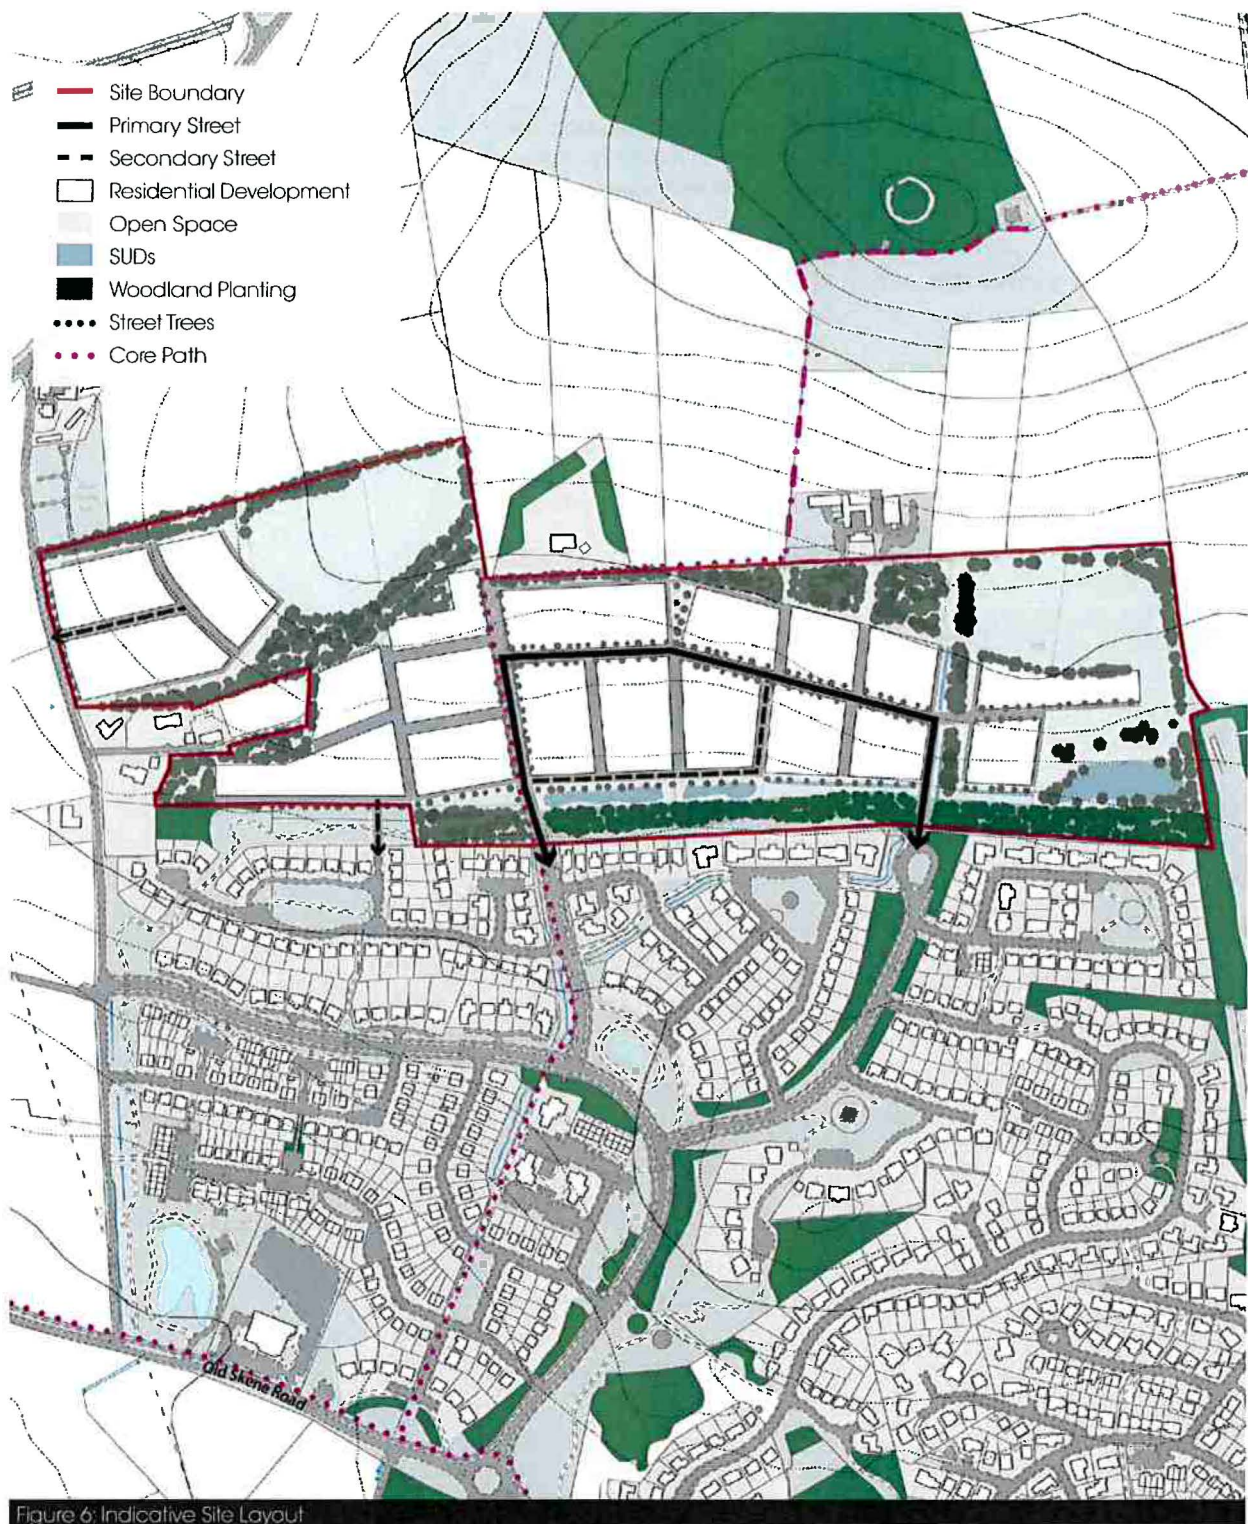 Site Boundary
Primary Street
Secondary Street
Residential Development
Open Space
SUDs
Woodland Planting
Street Trees
Core Path
Old Skene Road
Figure 6: Indicative Site Layout